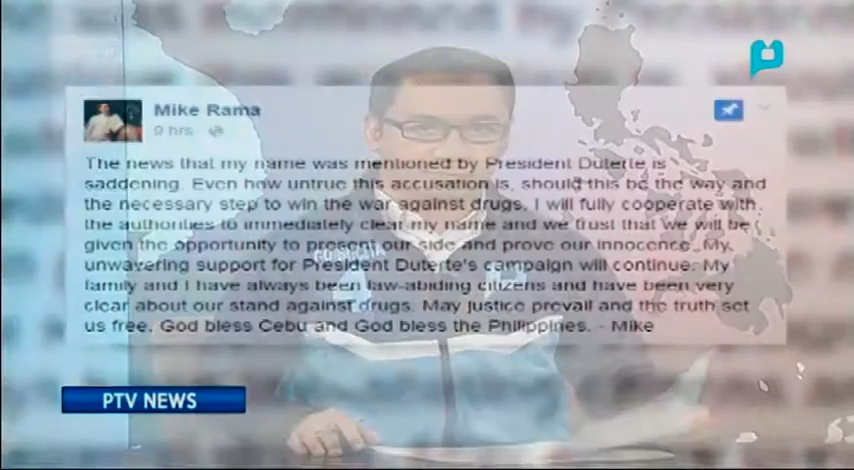 Mike Rama
9 hrs
The news that my name was mentioned by President Duterte is
saddening. Even how untrue this accusation is, should this be the way and
the necessary step to win the war against drugs, I will fully cooperate with
the authorities to immediately clear my name and we trust that we will be
given the opportunity to present our side and prove our innocence. My
unwavering support for President Duterte's campaign will continue. My
family and I have always been law-abiding citizens and have been very
clear about our stand against drugs. May justice prevail and the truth set
us free. God bless Cebu and God bless the Philippines. - Mike
PTV NEWS